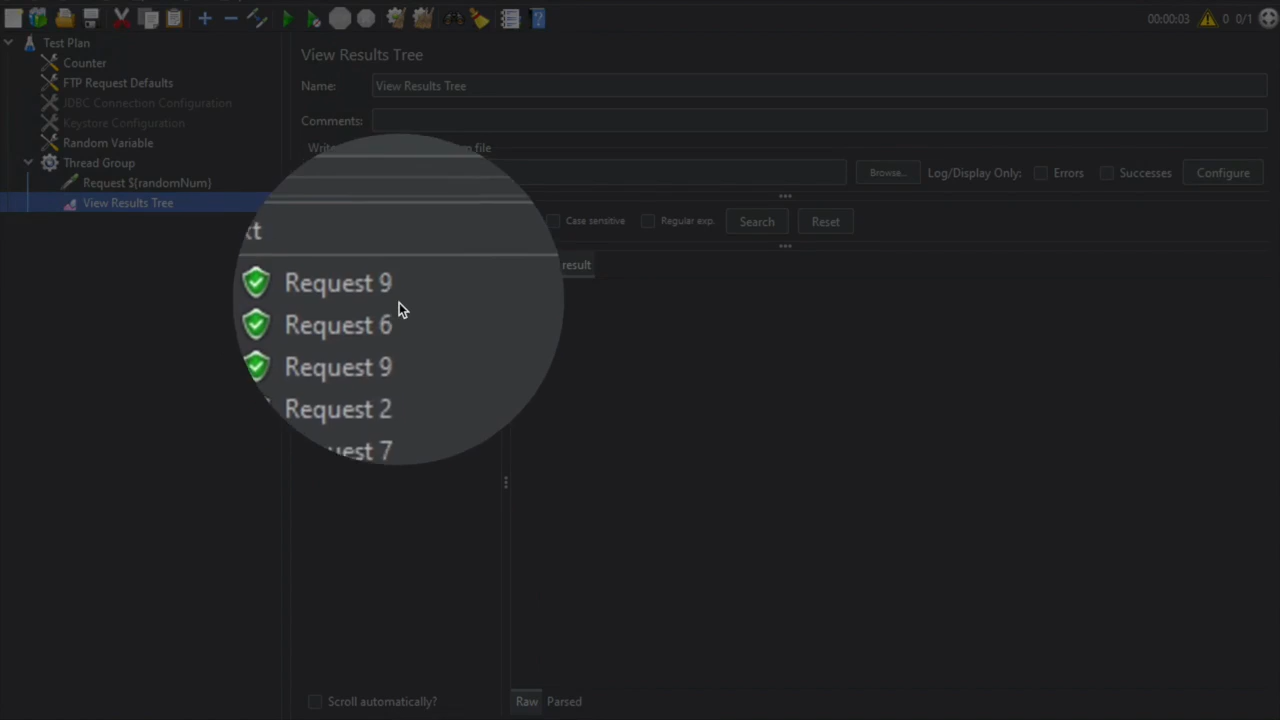 00:00:03 0 0/1
Test Plan
Counter
FTP Request Defaults
JDBC Connection Configuration
Keystore Configuration
Random Variable
Thread Group
Request ${randomNum}
View Results Tree
View Results Tree
Name: View Results Tree
Comments:
file
Browse... Log/Display Only: Errors Successes Configure
Case sensitive Regular exp. Search Reset
result
Request 9
Request 6
Request 9
Request 2
Request 7
Scroll automatically?
Raw Parsed